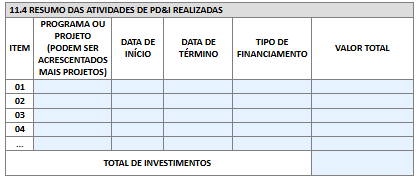 11.4 RESUMO DAS ATIVIDADES DE PD&I REALIZADAS
ITEM
PROGRAMA OU
PROJETO
(PODEM SER
ACRESCENTADOS
MAIS PROJETOS)
DATA DE
INÍCIO
DATA DE
TÉRMINO
TIPO DE
FINANCIAMENTO
VALOR TOTAL
01
02
03
04
...
TOTAL DE INVESTIMENTOS